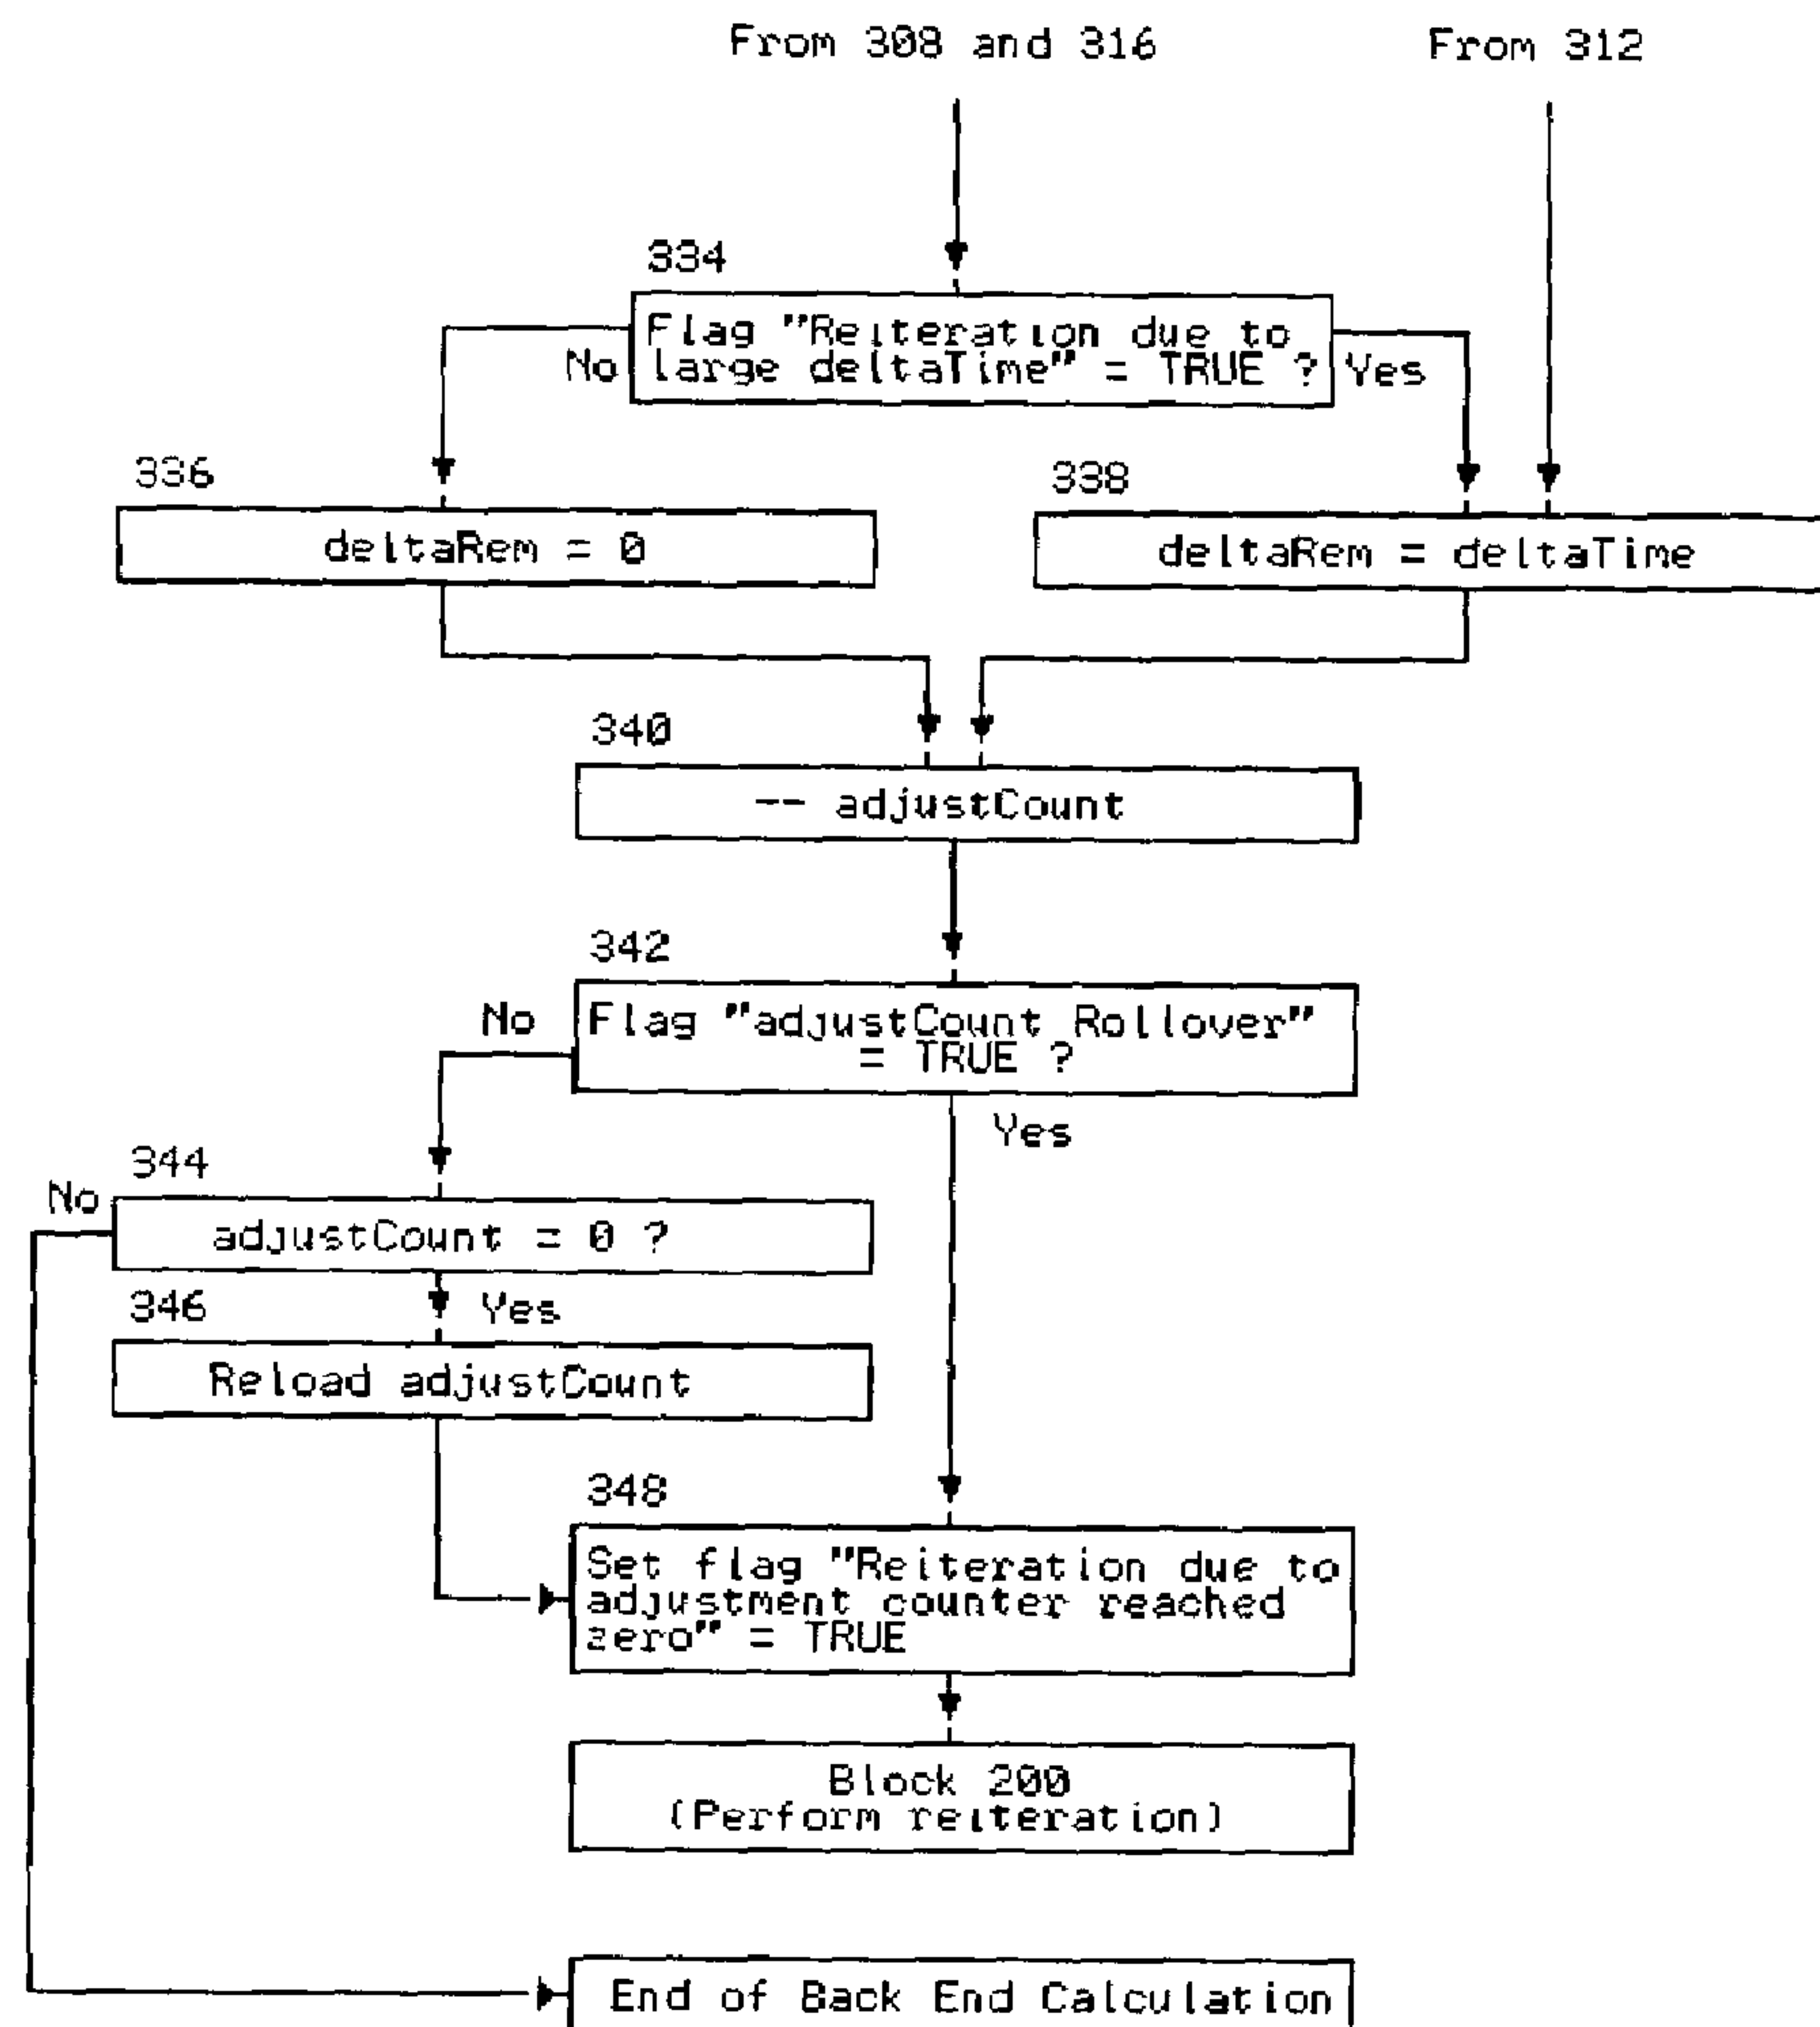 From 308 and 316
From 312
334
Flag "Reiteration due to
large deltaTime" = TRUE ?
No
Yes
336
deltaRem = 0
338
deltaRem = deltaTime
340
-- adjustCount
342
Flag "adjustCount Rollover"
= TRUE ?
No
Yes
344
No
adjustCount = 0 ?
346
Yes
Reload adjustCount
348
Set flag "Reiteration due to
adjustment counter reached
zero" = TRUE
Block 200
(Perform reiteration)
End of Back End Calculation